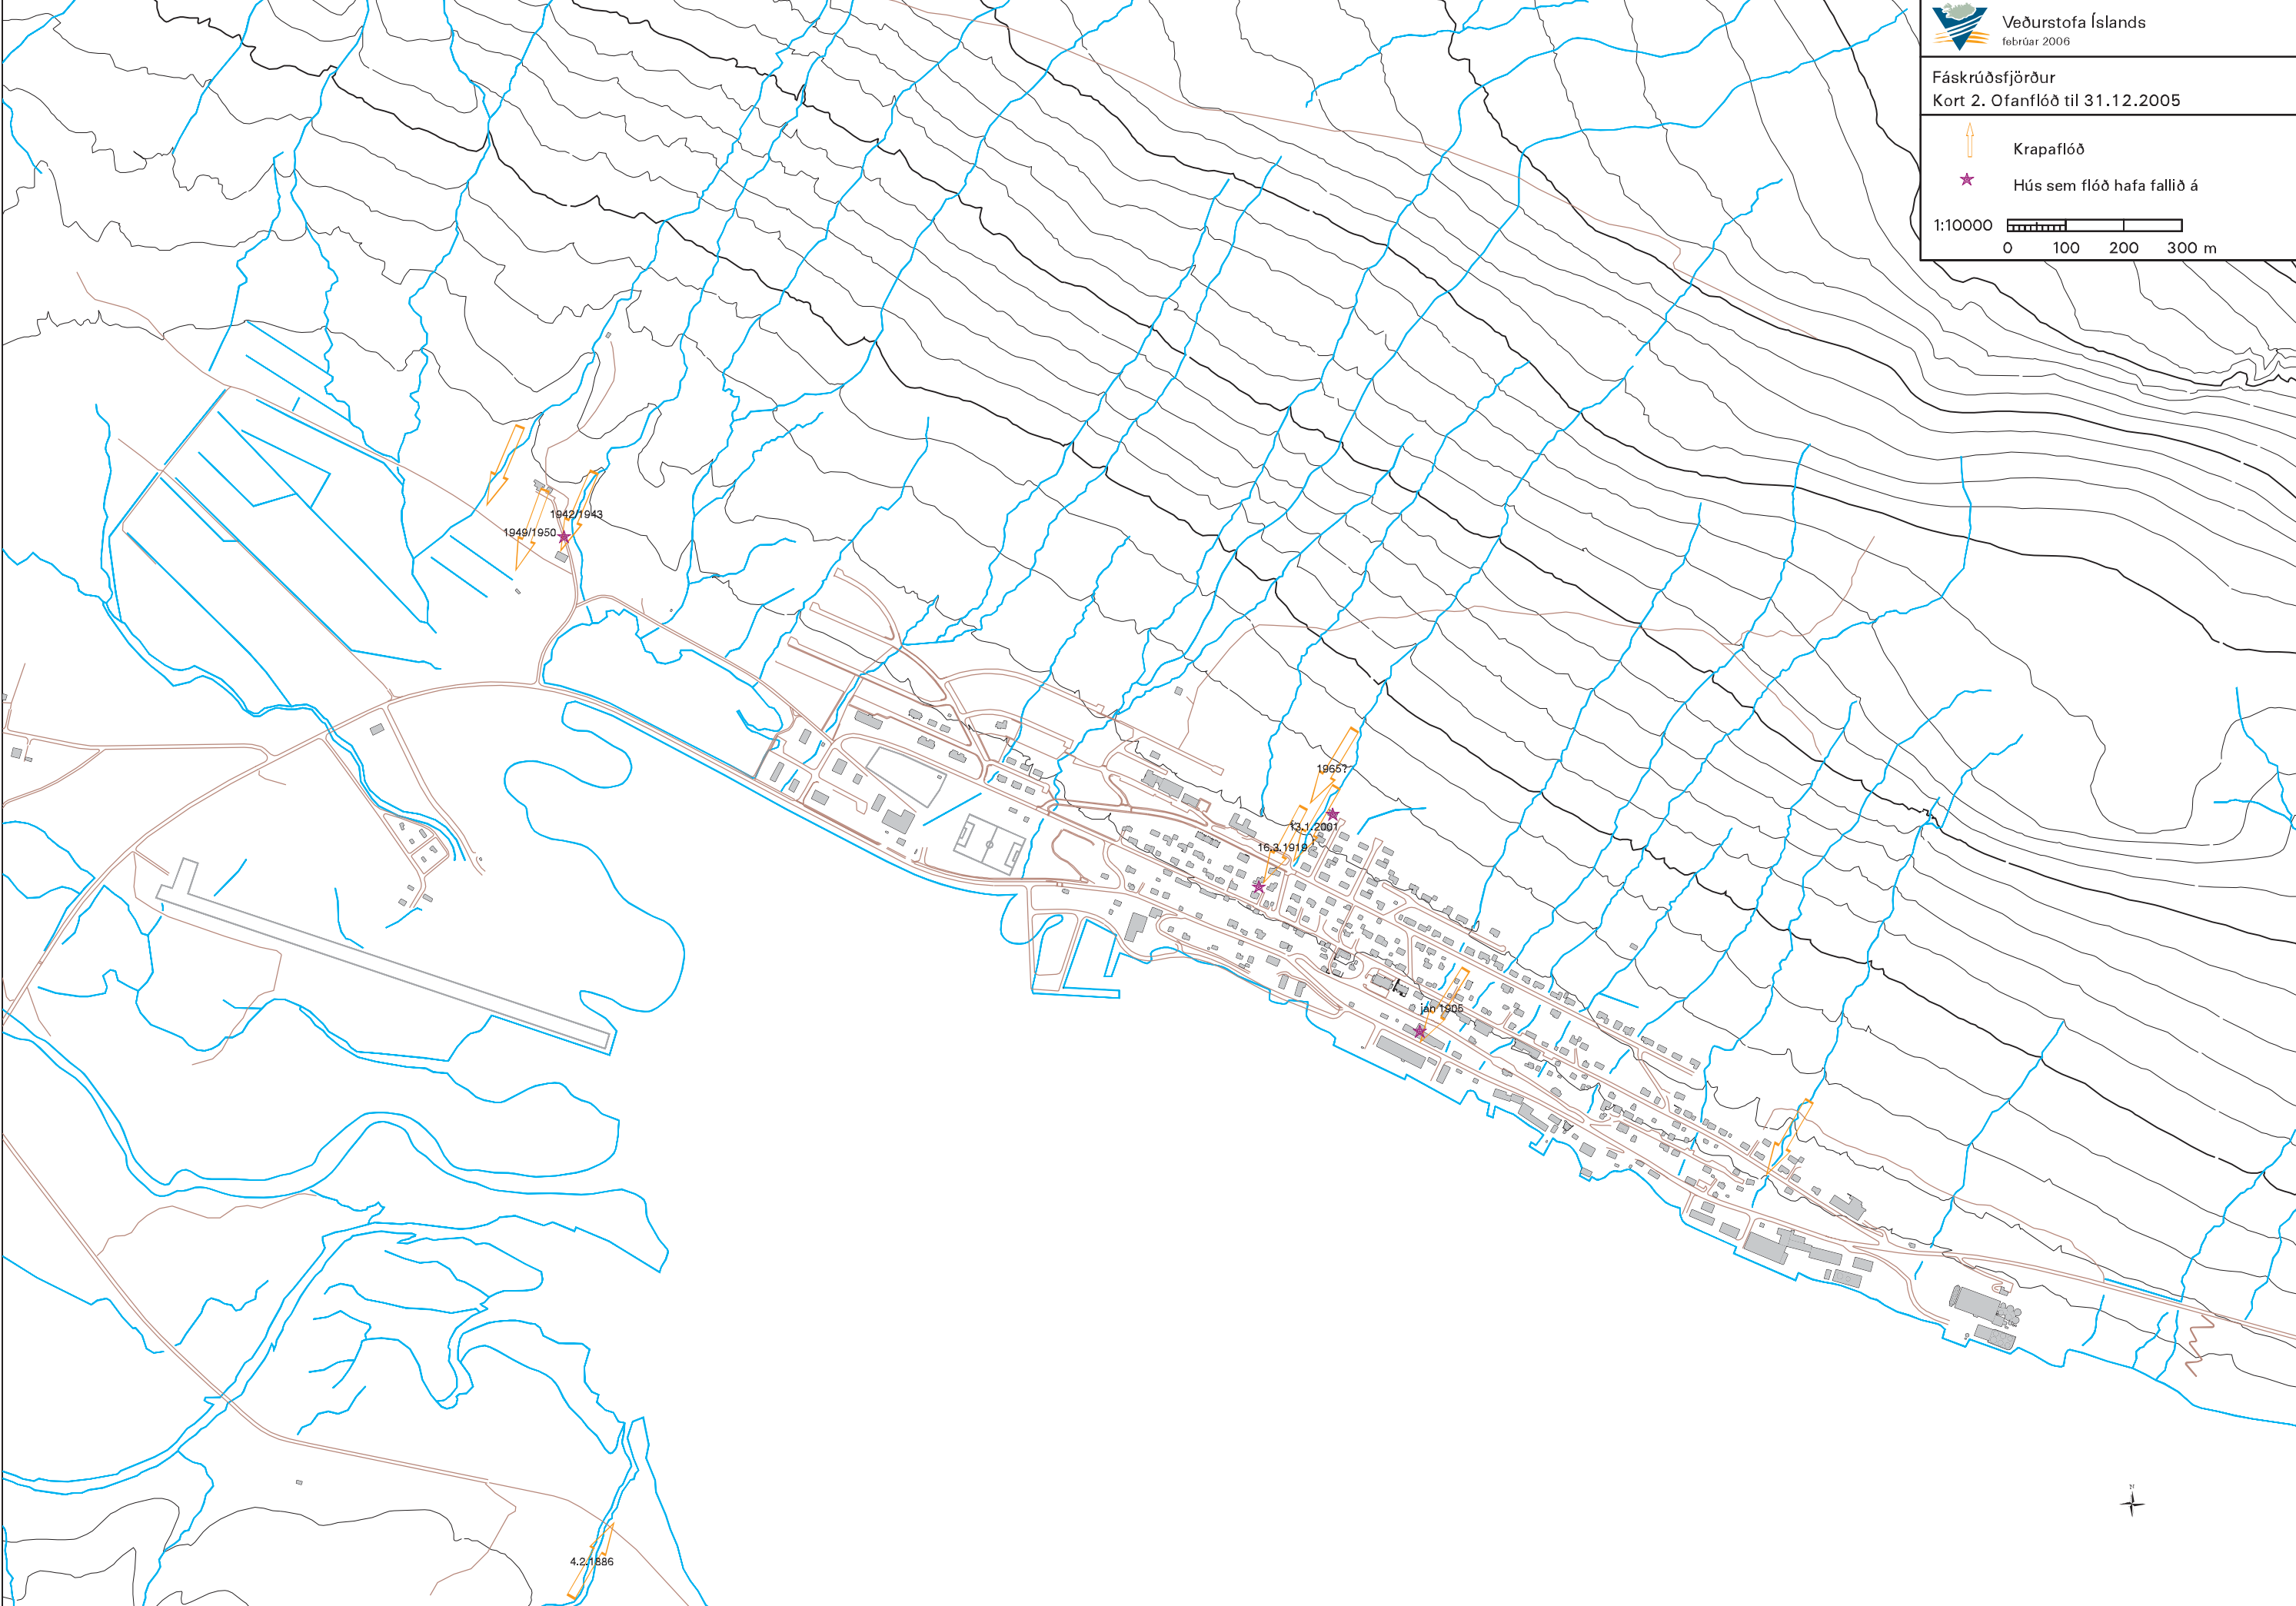 Veðurstofa Íslands
febrúar 2006
Fáskrúðsfjörður
Kort 2. Ofanflóð til 31.12.2005
Krapaflóð
Hús sem flóð hafa fallið á
1:10000
0 100 200 300 m
1942/1943
1949/1950
1965?
13.1.2001
16.3.1919
jan 1905
4.2.1886
N